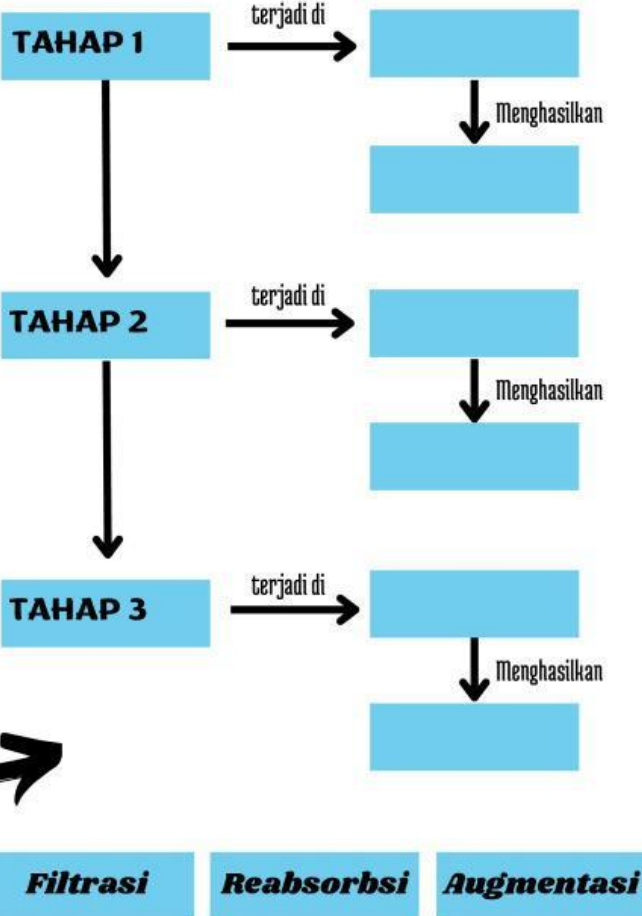 TAHAP 1
terjadi di
Menghasilkan
TAHAP 2
terjadi di
Menghasilkan
TAHAP 3
terjadi di
Menghasilkan
Filtrasi
Reabsorbsi
Augmentasi